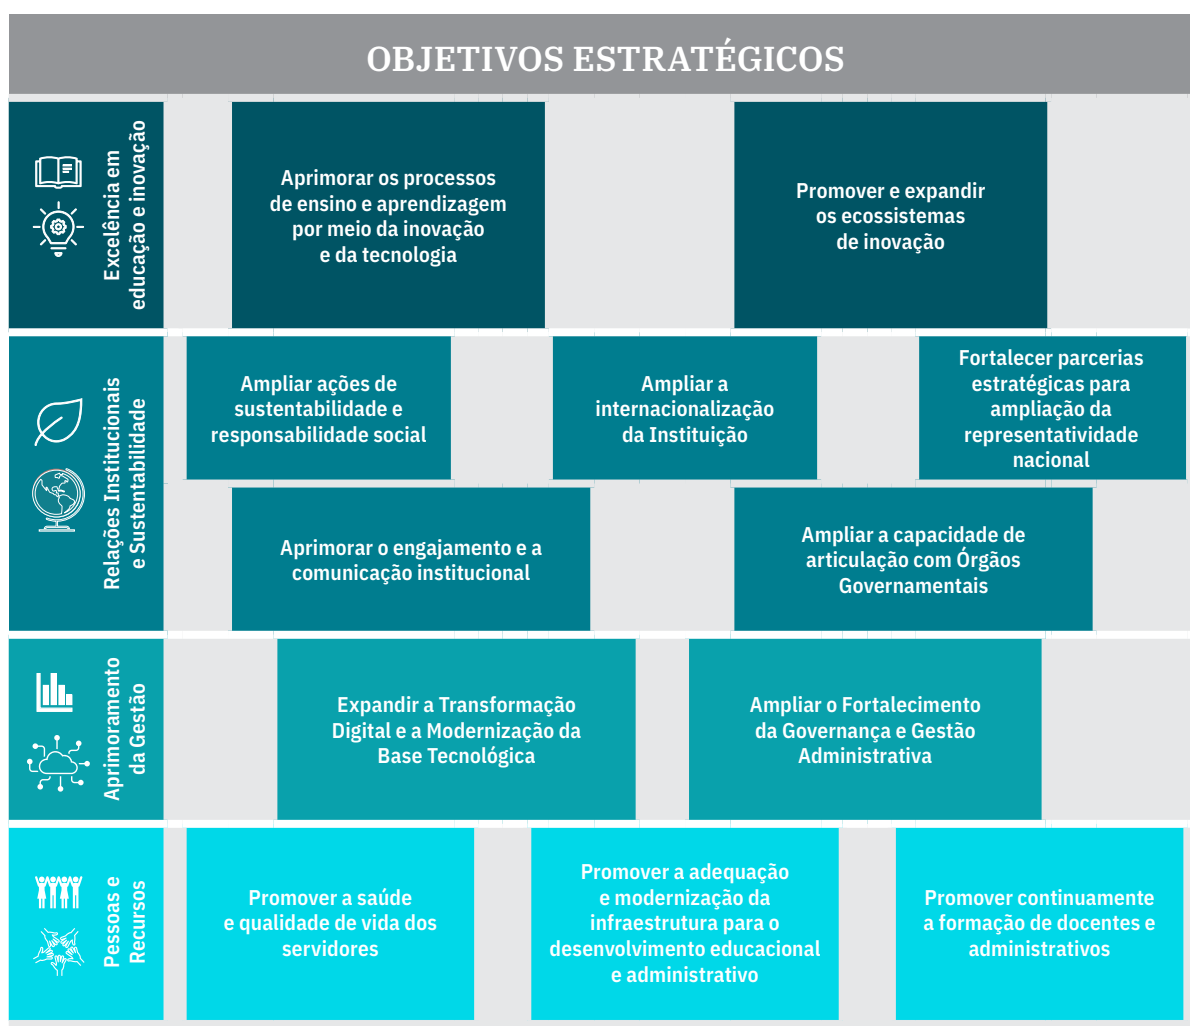 OBJETIVOS ESTRATÉGICOS
Excelência em
educação e inovação
Aprimorar os processos
de ensino e aprendizagem
por meio da inovação
e da tecnologia
Promover e expandir
os ecossistemas
de inovação
Relações Institucionais
e Sustentabilidade
Ampliar ações de
sustentabilidade e
responsabilidade social
Ampliar a
internacionalização
da Instituição
Fortalecer parcerias
estratégicas para
ampliação da
representatividade
nacional
Aprimorar o engajamento e a
comunicação institucional
Ampliar a capacidade de
articulação com Órgãos
Governamentais
Aprimoramento
da Gestão
Expandir a Transformação
Digital e a Modernização da
Base Tecnológica
Ampliar o Fortalecimento
da Governança e Gestão
Administrativa
Pessoas e
Recursos
Promover a saúde
e qualidade de vida dos
servidores
Promover a adequação
e modernização da
infraestrutura para o
desenvolvimento educacional
e administrativo
Promover continuamente
a formação de docentes e
administrativos